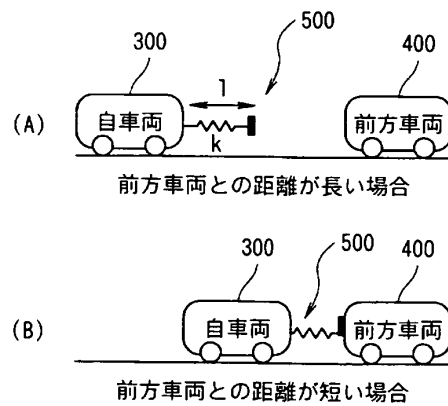 500
300
400
(A)
l
自車両
k
前方車両
前方車両との距離が長い場合
500
300
400
(B)
自車両
前方車両
前方車両との距離が短い場合